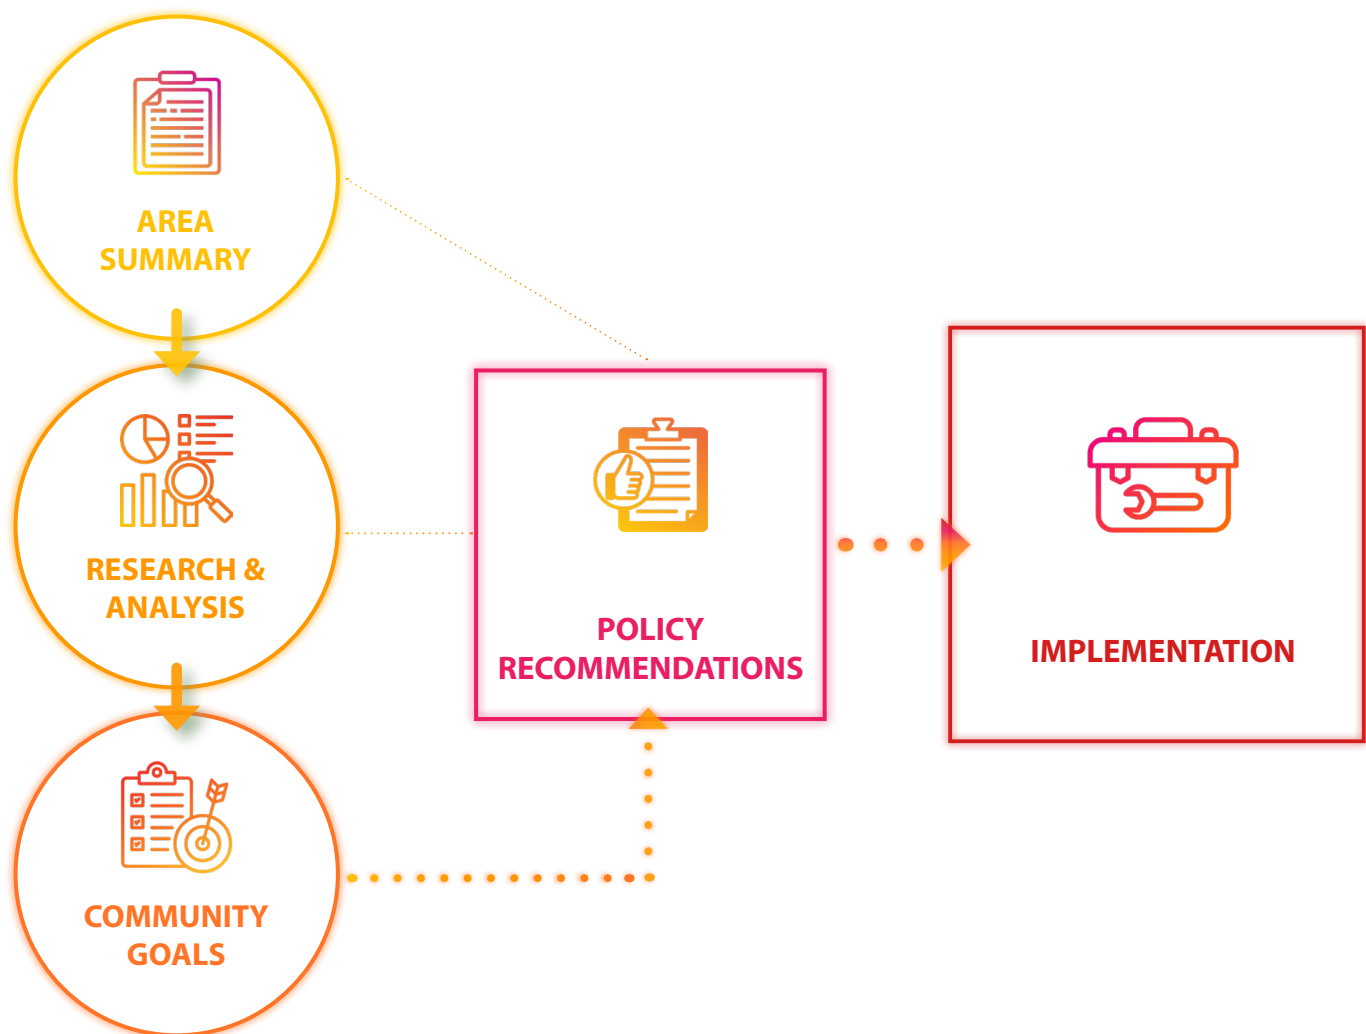 AREA
SUMMARY
RESEARCH &
ANALYSIS
POLICY
RECOMMENDATIONS
IMPLEMENTATION
COMMUNITY
GOALS